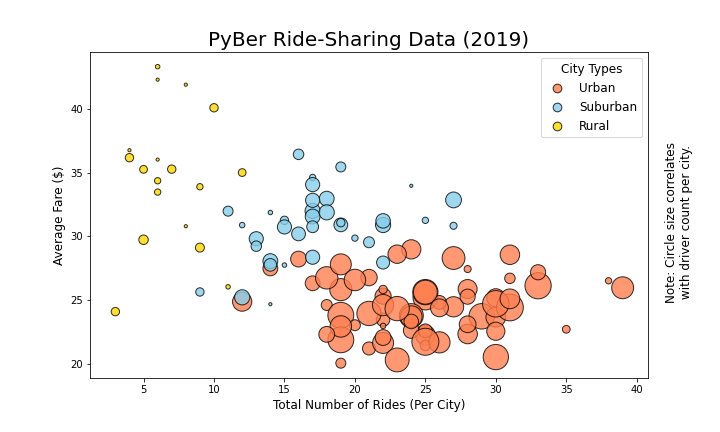 PyBer Ride-Sharing Data (2019)
City Types
Urban
Suburban
Rural
40
35
30
25
20
Average Fare ($)
5
10
15
20
25
30
35
40
Total Number of Rides (Per City)
Note: Circle size correlates
with driver count per city.